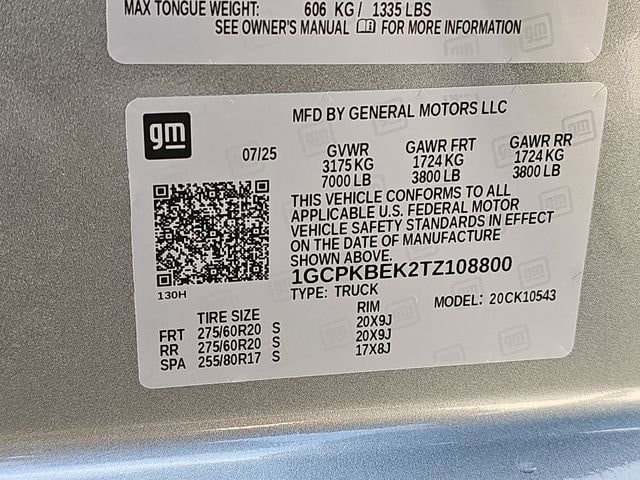 MAX TONGUE WEIGHT: 606 KG / 1335 LBS
SEE OWNER'S MANUAL FOR MORE INFORMATION
MFD BY GENERAL MOTORS LLC
gm
07/25
GVWR GAWR FRT GAWR RR
3175 KG 1724 KG 1724 KG
7000 LB 3800 LB 3800 LB
THIS VEHICLE CONFORMS TO ALL
APPLICABLE U.S. FEDERAL MOTOR
VEHICLE SAFETY STANDARDS IN EFFECT
ON THE DATE OF MANUFACTURE
SHOWN ABOVE.
1GCPKBEK2TZ108800
130H
TYPE: TRUCK
MODEL: 20CK10543
TIRE SIZE RIM
FRT 275/60R20 S 20X9J
RR 275/60R20 S 20X9J
SPA 255/80R17 S 17X8J